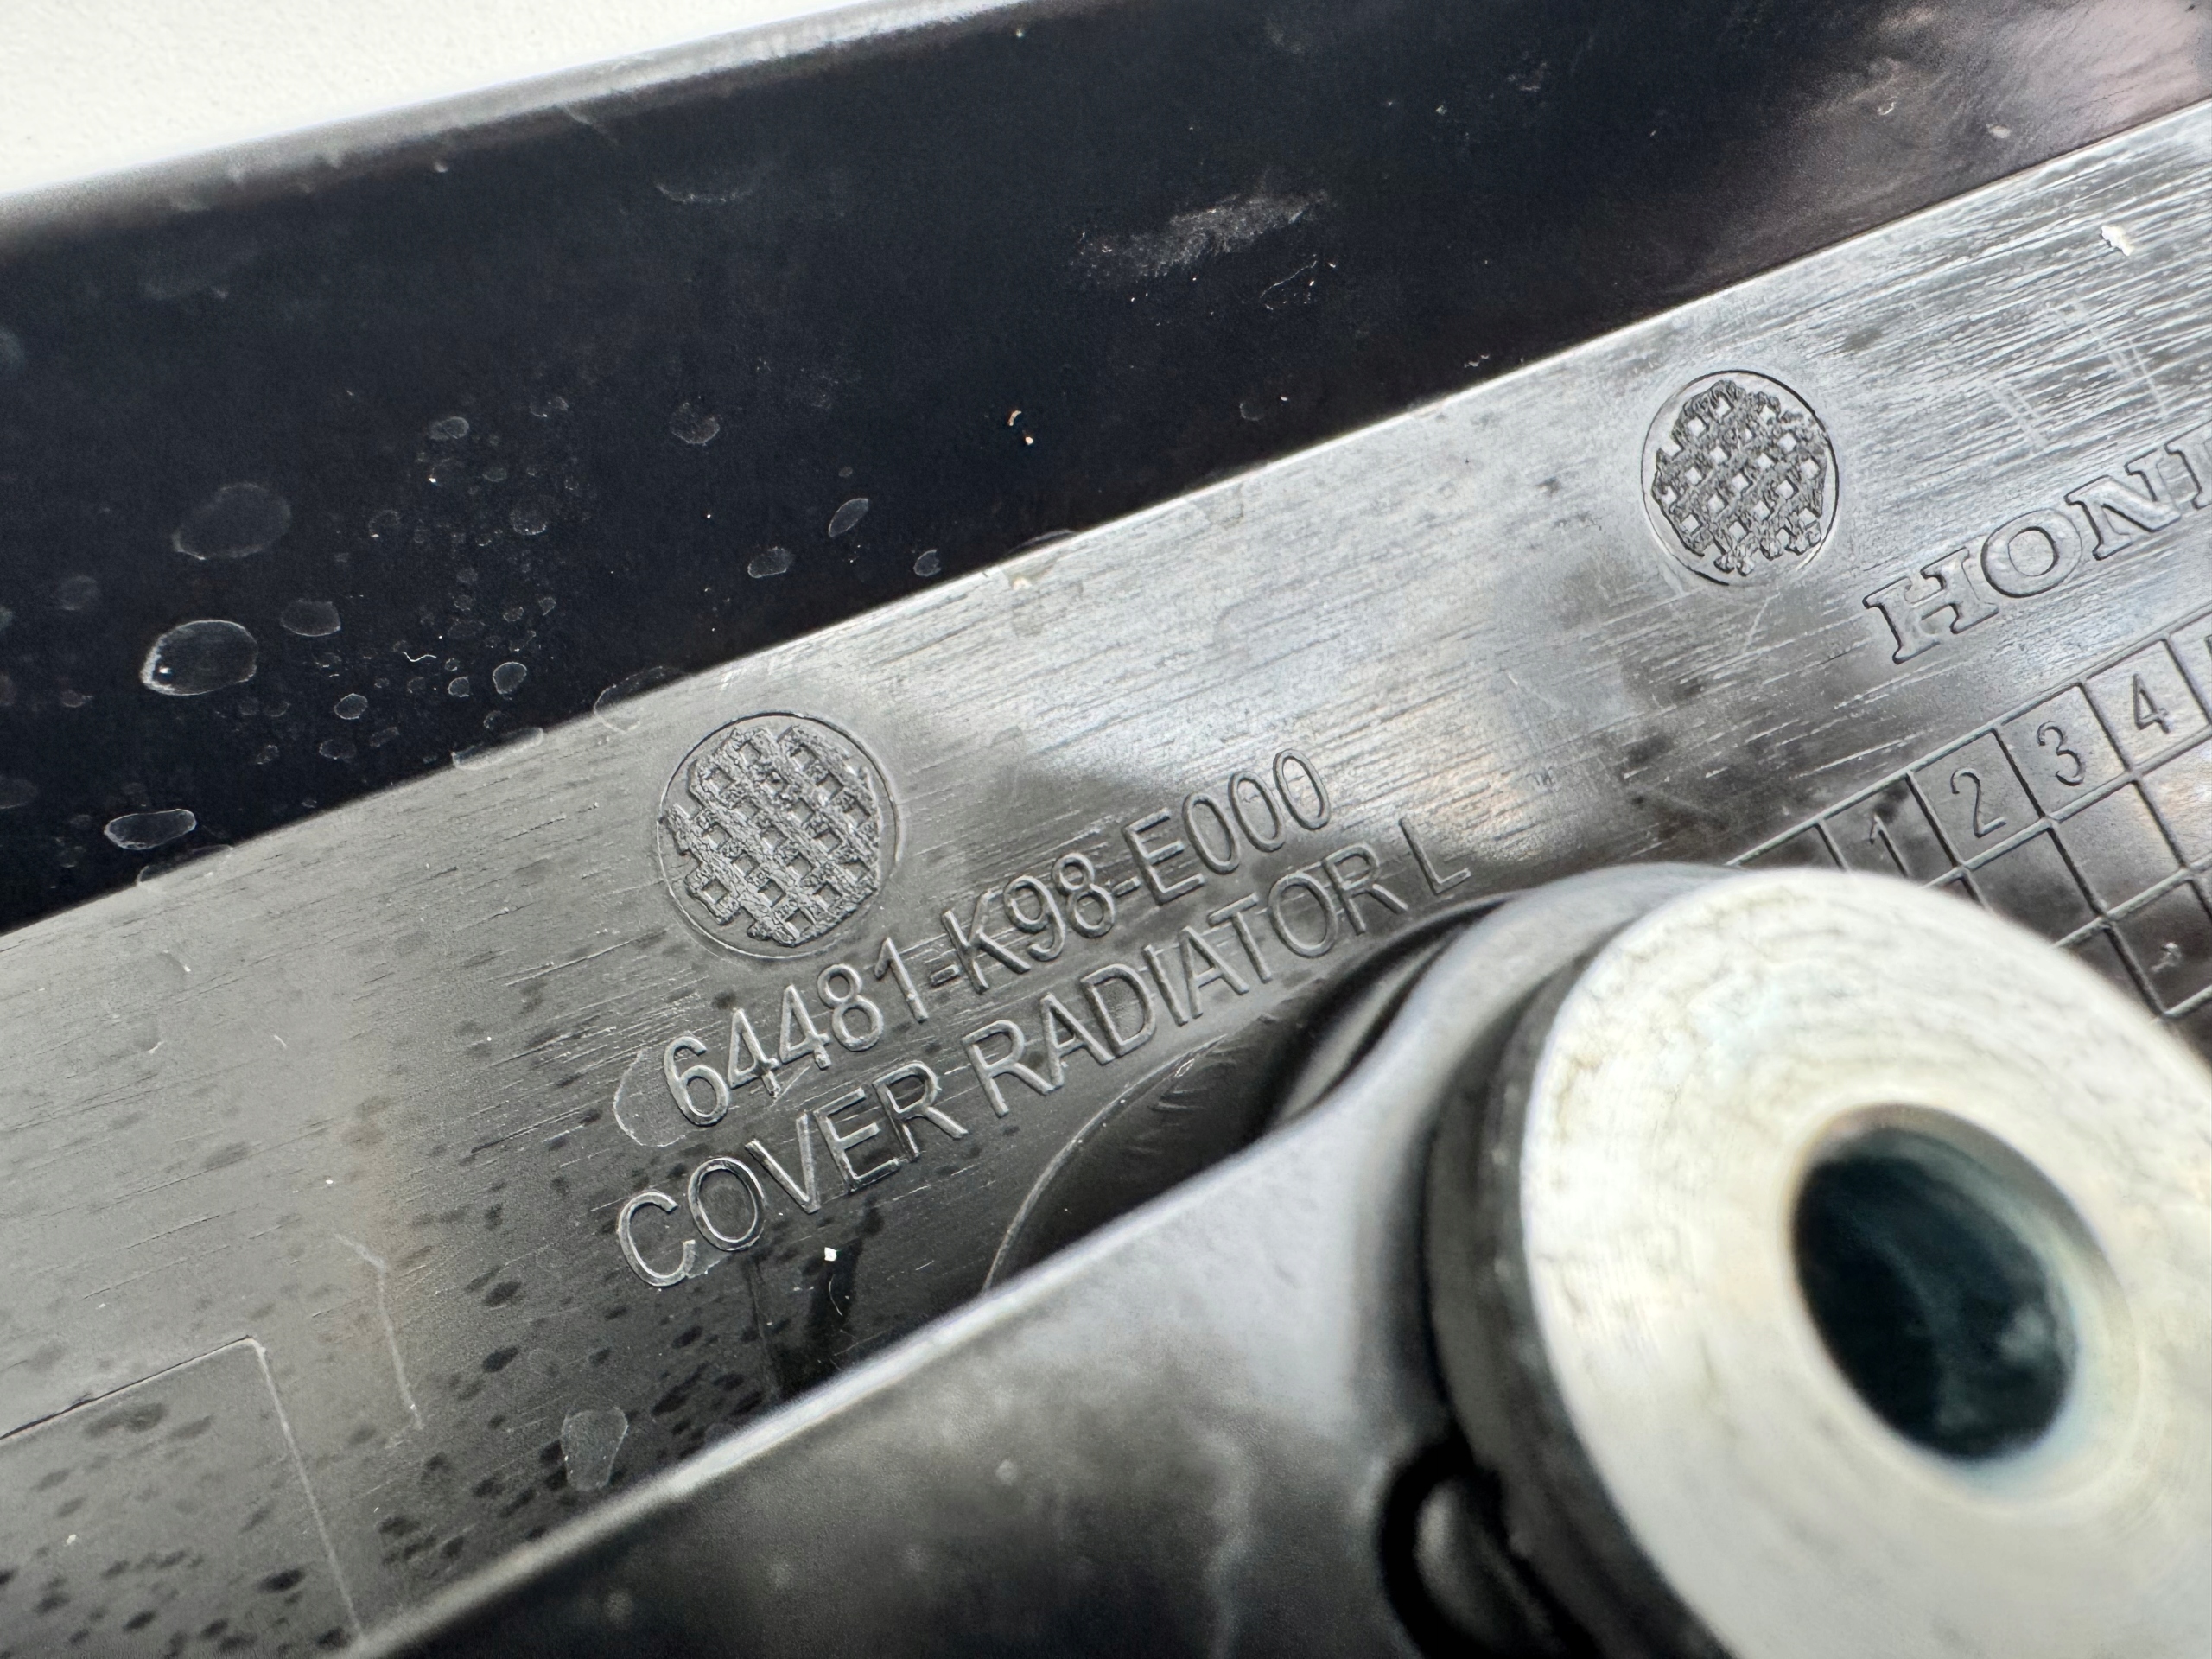 HON
1 2 3 4
64481-K98-E000
COVER RADIATOR L